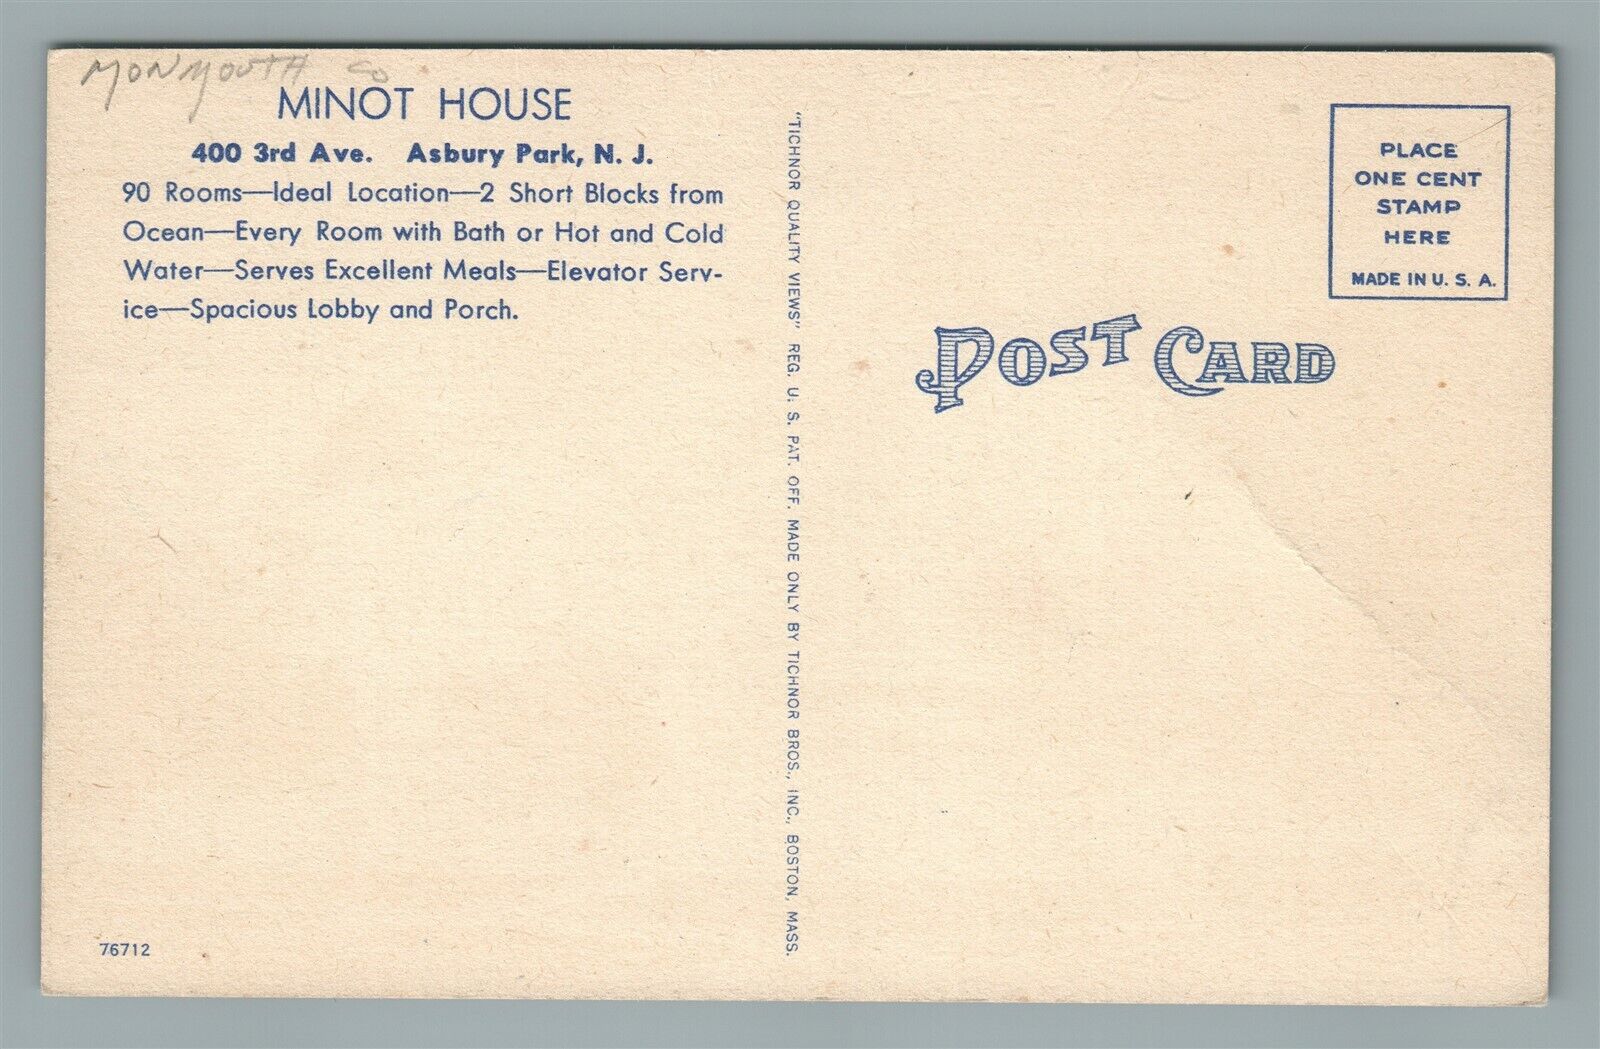 MONMOUTH CO
MINOT HOUSE
400 3rd Ave. Asbury Park, N. J.
90 Rooms—Ideal Location—2 Short Blocks from
Ocean—Every Room with Bath or Hot and Cold
Water—Serves Excellent Meals—Elevator Serv-
ice—Spacious Lobby and Porch.
76712
"TICHNOR QUALITY VIEWS" REG. U. S. PAT. OFF. MADE ONLY BY TICHNOR BROS., INC., BOSTON, MASS.
PLACE
ONE CENT
STAMP
HERE
MADE IN U. S. A.
POST CARD